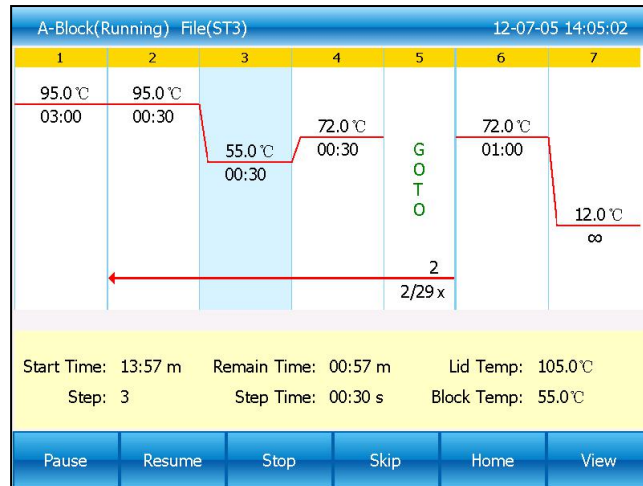 A-Block(Running) File(ST3) 12-07-05 14:05:02
1 2 3 4 5 6 7
95.0℃ 95.0℃
03:00 00:30
72.0℃ 72.0℃
55.0℃ 00:30 01:00
00:30
G
O
T
O
12.0℃
∞
2
2/29 x
Start Time: 13:57 m Remain Time: 00:57 m Lid Temp: 105.0℃
Step: 3 Step Time: 00:30 s Block Temp: 55.0℃
Pause Resume Stop Skip Home View